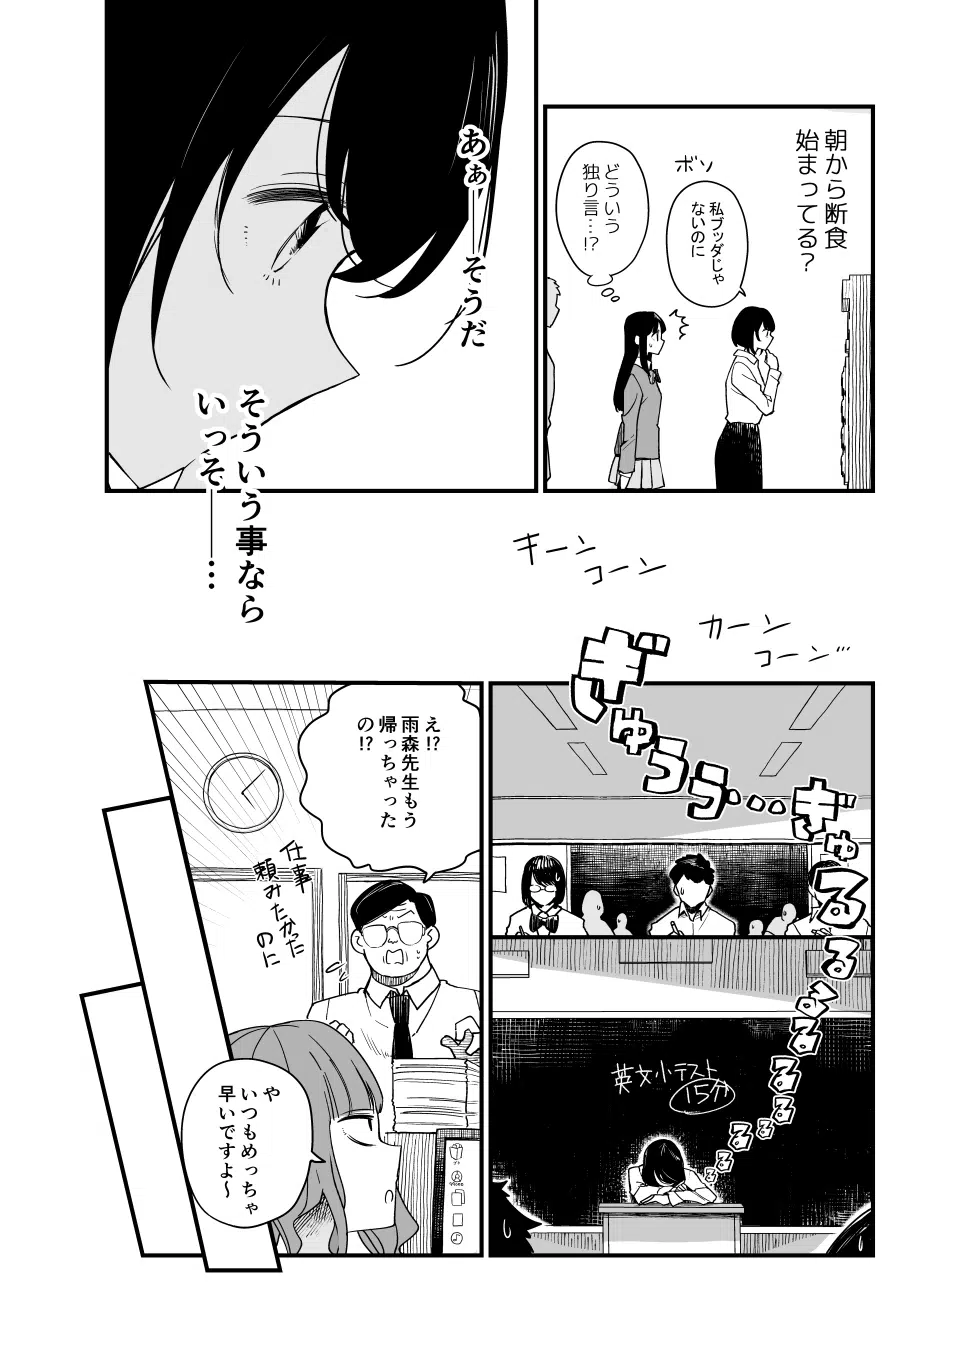 朝から断食
始まってる？
ボソ
私ブッダじゃ
ないのに
どういう
独り言…!?
あぁ――そうだ
そういう事なら
いっそ――…
キーン
コーン
カーン
コーン…
ぎゅうう…ぎゅるるるるるるるるるる
英文小テスト
15分
え!?
雨森先生もう
帰っちゃった
の!?
仕事
頼みたかった
のに
や
いつもめっちゃ
早いですよ～